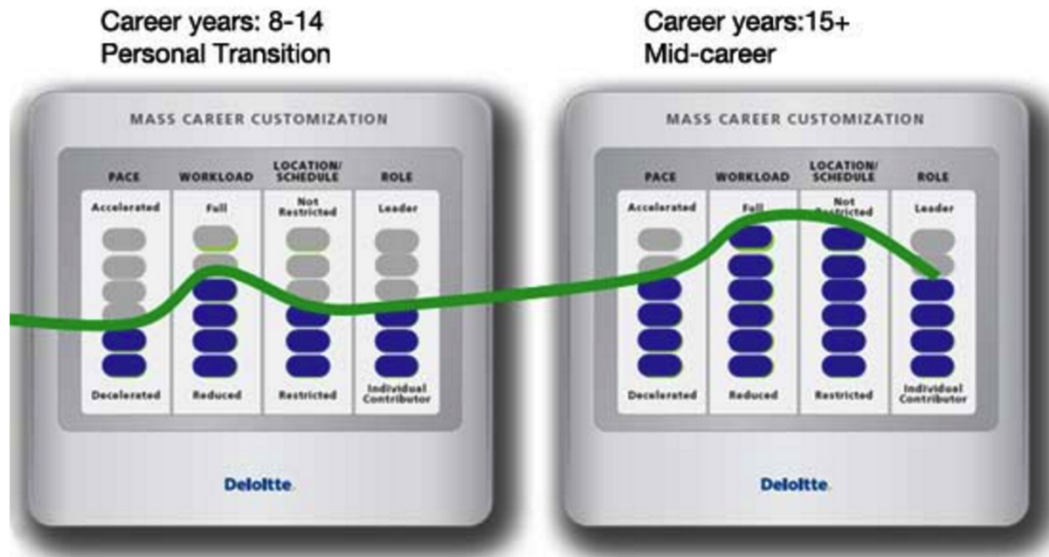 Career years: 8-14
Personal Transition
MASS CAREER CUSTOMIZATION
PACE
WORKLOAD
LOCATION/
SCHEDULE
ROLE
Accelerated
Full
Not
Restricted
Leader
Decelerated
Reduced
Restricted
Individual
Contributor
Deloitte.
Career years:15+
Mid-career
MASS CAREER CUSTOMIZATION
PACE
WORKLOAD
LOCATION/
SCHEDULE
ROLE
Accelerated
Full
Not
Restricted
Leader
Decelerated
Reduced
Restricted
Individual
Contributor
Deloitte.